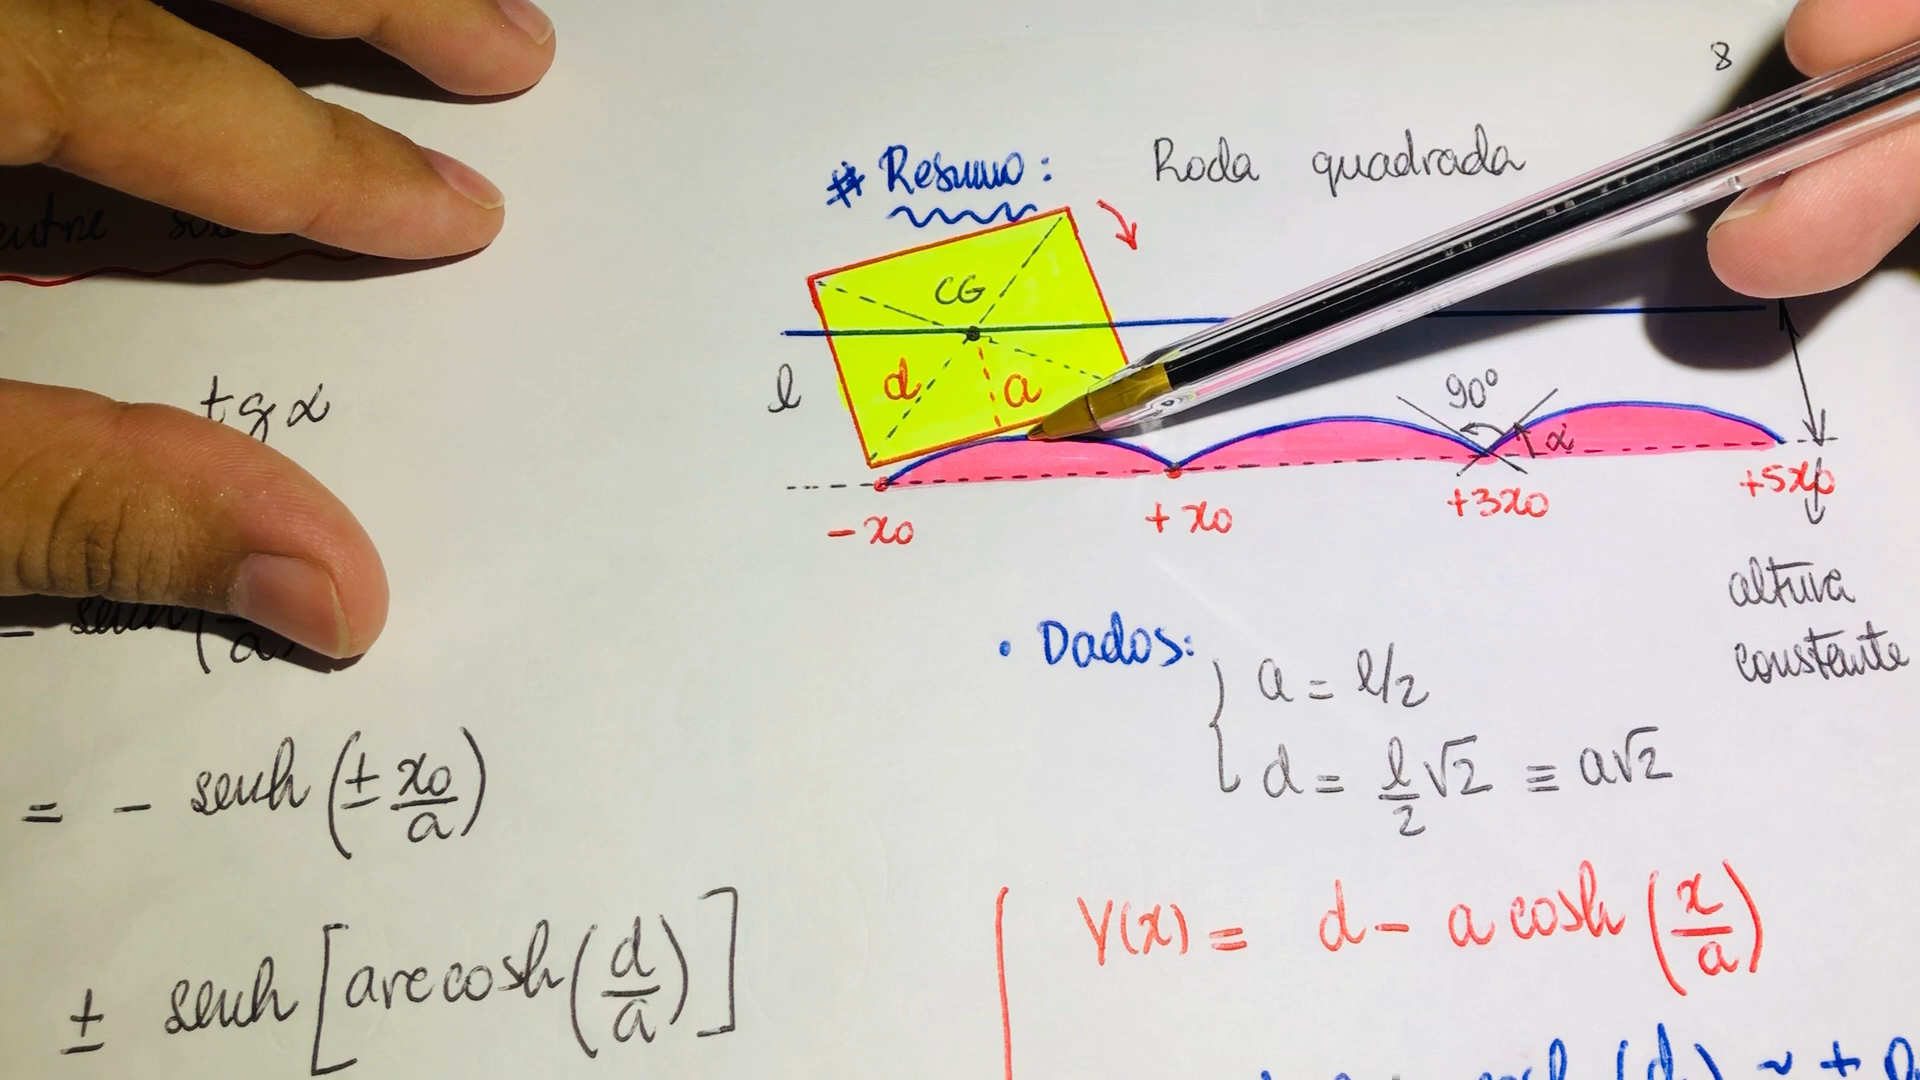 8
# Resumo: Roda quadrada
CG
l
d
a
90°
α
-x0 +x0 +3x0 +5x0
altura
constante
tg α
= - senh (± x0/a)
± senh [arccosh (d/a)]
• Dados:
a = l/2
d = l/2 √2 ≡ a√2
Y(x) = d - a cosh (x/a)